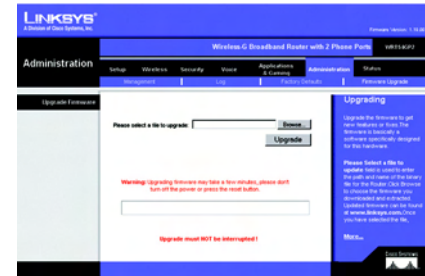 LINKSYS®
A Division of Cisco Systems, Inc.
Firmware Version: 1.
Wireless-G Broadband Router with 2 Phone Ports WRT54GP2
Administration
Setup Wireless Security Voice Applications & Gaming Administration Status
Management Log Factory Defaults Firmware Upgrade
Upgrade Firmware
Please select a file to upgrade: Browse...
Upgrade
Warning: Upgrading firmware may take a few minutes, please don't
turn off the power or press the reset button.
Upgrade must NOT be interrupted !
Upgrading
Upgrade the firmware to get
new features or fixes. The
firmware is basically a
software specifically designed
for this hardware.
Please Select a file to
update field is used to enter
the path and name of the binary
file for the Router. Click Browse
to choose the firmware you
downloaded and extracted.
Updated firmware can be found
at www.linksys.com. Once
you have selected the file,
More...
Cisco Systems